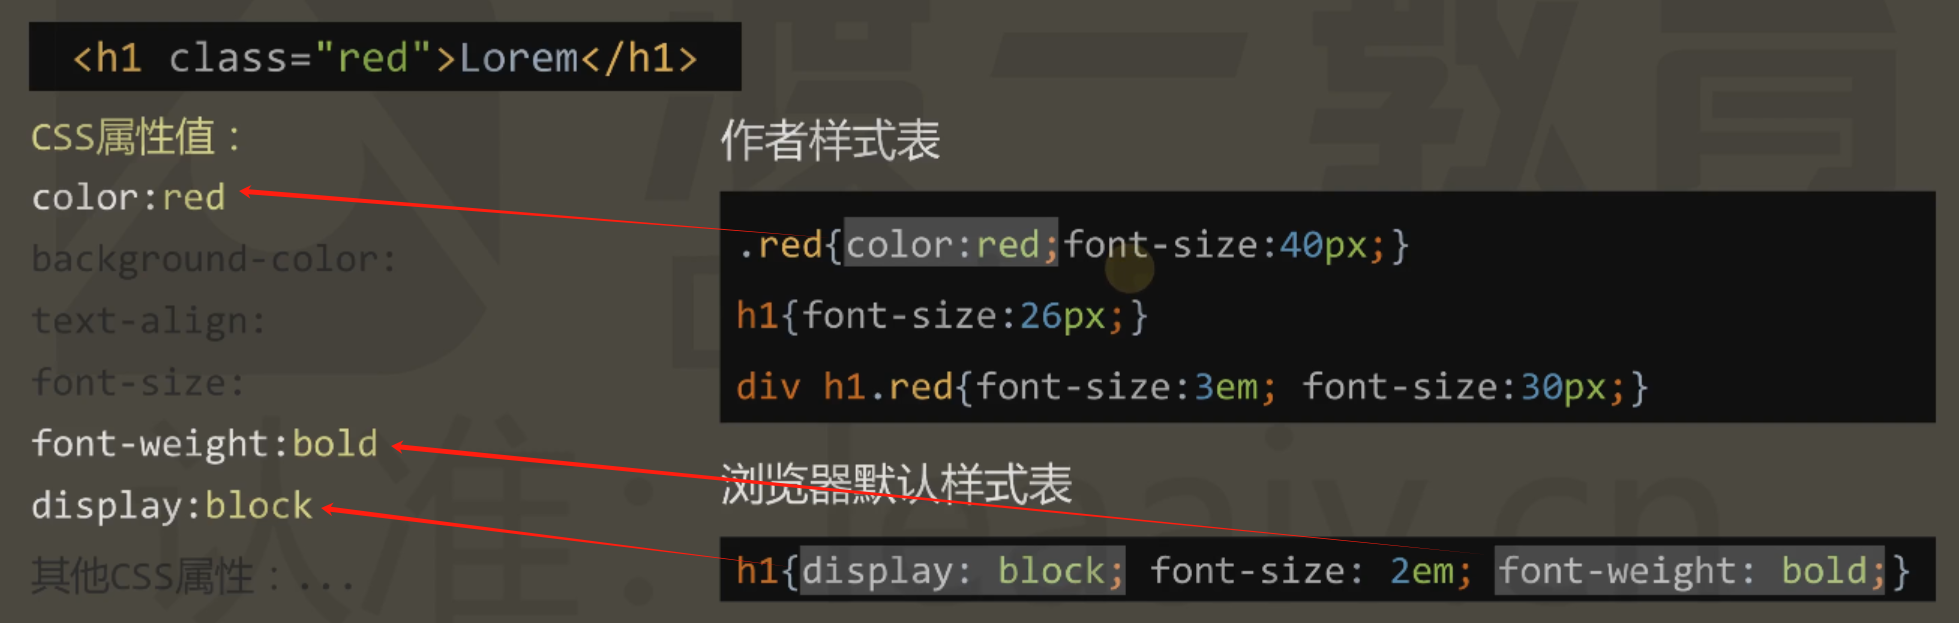 <h1 class="red">Lorem</h1>
CSS属性值：
color:red
background-color:
text-align:
font-size:
font-weight:bold
display:block
其他CSS属性：...
作者样式表
.red{color:red;font-size:40px;}
h1{font-size:26px;}
div h1.red{font-size:3em; font-size:30px;}
浏览器默认样式表
h1{display: block; font-size: 2em; font-weight: bold;}